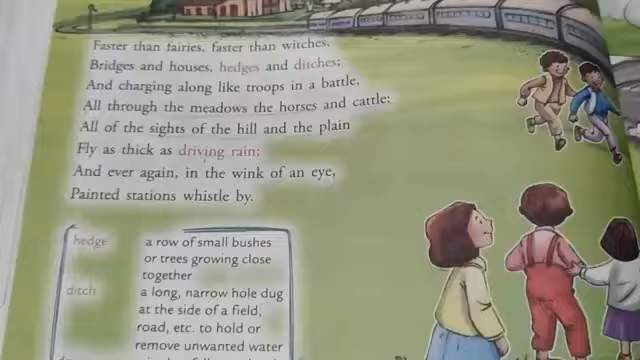 Faster than fairies, faster than witches,
Bridges and houses, hedges and ditches;
And charging along like troops in a battle,
All through the meadows the horses and cattle:
All of the sights of the hill and the plain
Fly as thick as driving rain;
And ever again, in the wink of an eye,
Painted stations whistle by.
hedge a row of small bushes
or trees growing close
together
ditch a long, narrow hole dug
at the side of a field,
road, etc. to hold or
remove unwanted water